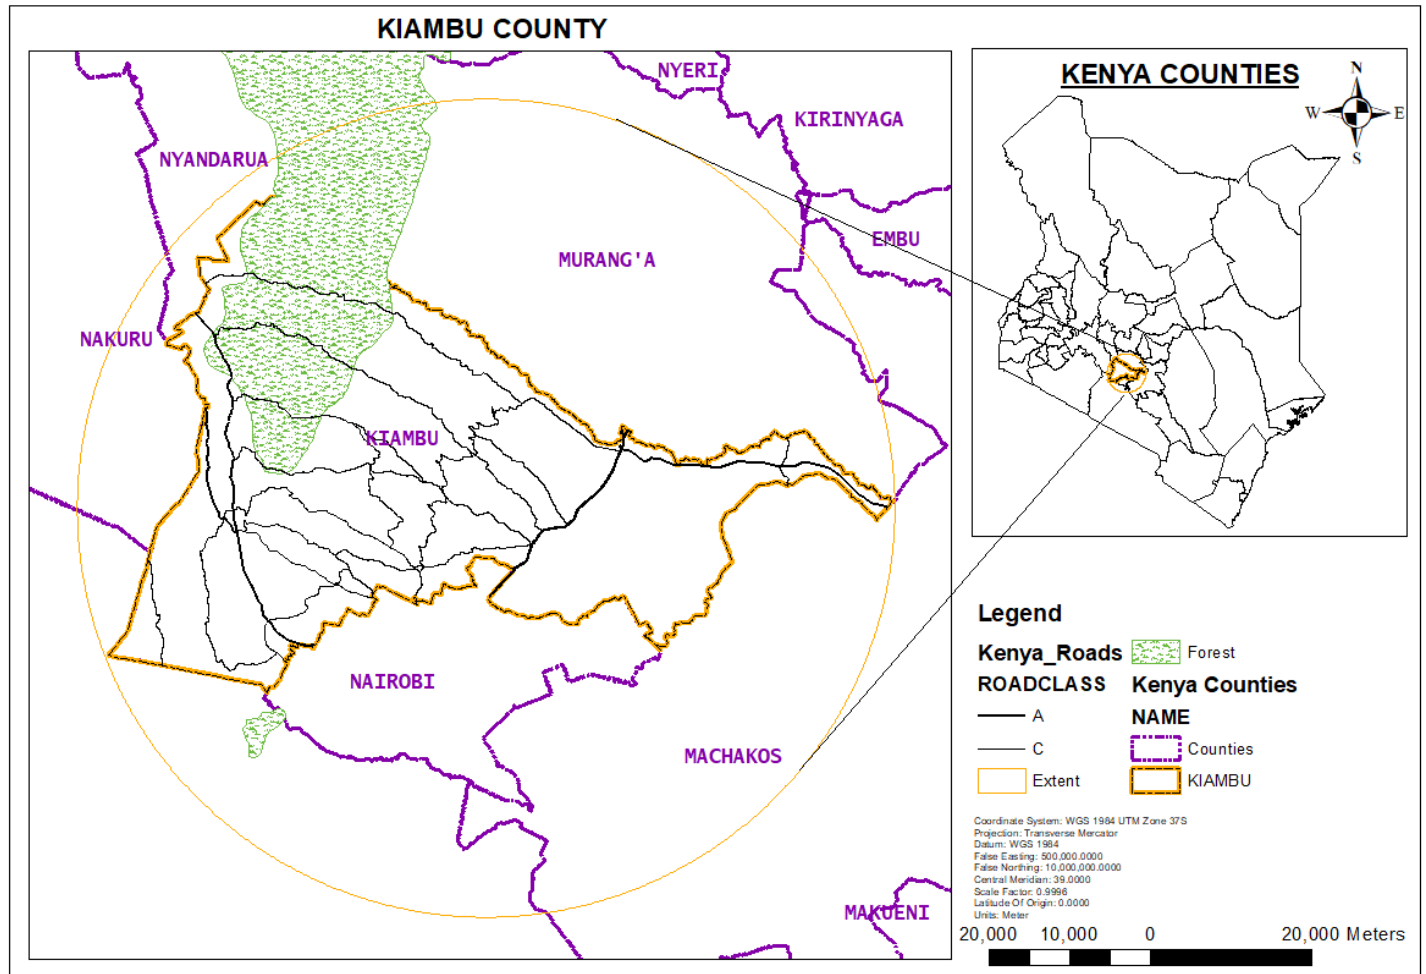 KIAMBU COUNTY
NYERI
KIRINYAGA
NYANDARUA
EMBU
MURANG'A
NAKURU
KIAMBU
NAIROBI
MACHAKOS
MAKUENI
KENYA COUNTIES
N
W E
S
Legend
Kenya_Roads
ROADCLASS
A
C
Extent
Forest
Kenya Counties
NAME
Counties
KIAMBU
Coordinate System: WGS 1984 UTM Zone 37S
Projection: Transverse Mercator
Datum: WGS 1984
False Easting: 500,000.0000
False Northing: 10,000,000.0000
Central Meridian: 39.0000
Scale Factor: 0.9996
Latitude Of Origin: 0.0000
Units: Meter
20,000 10,000 0 20,000 Meters